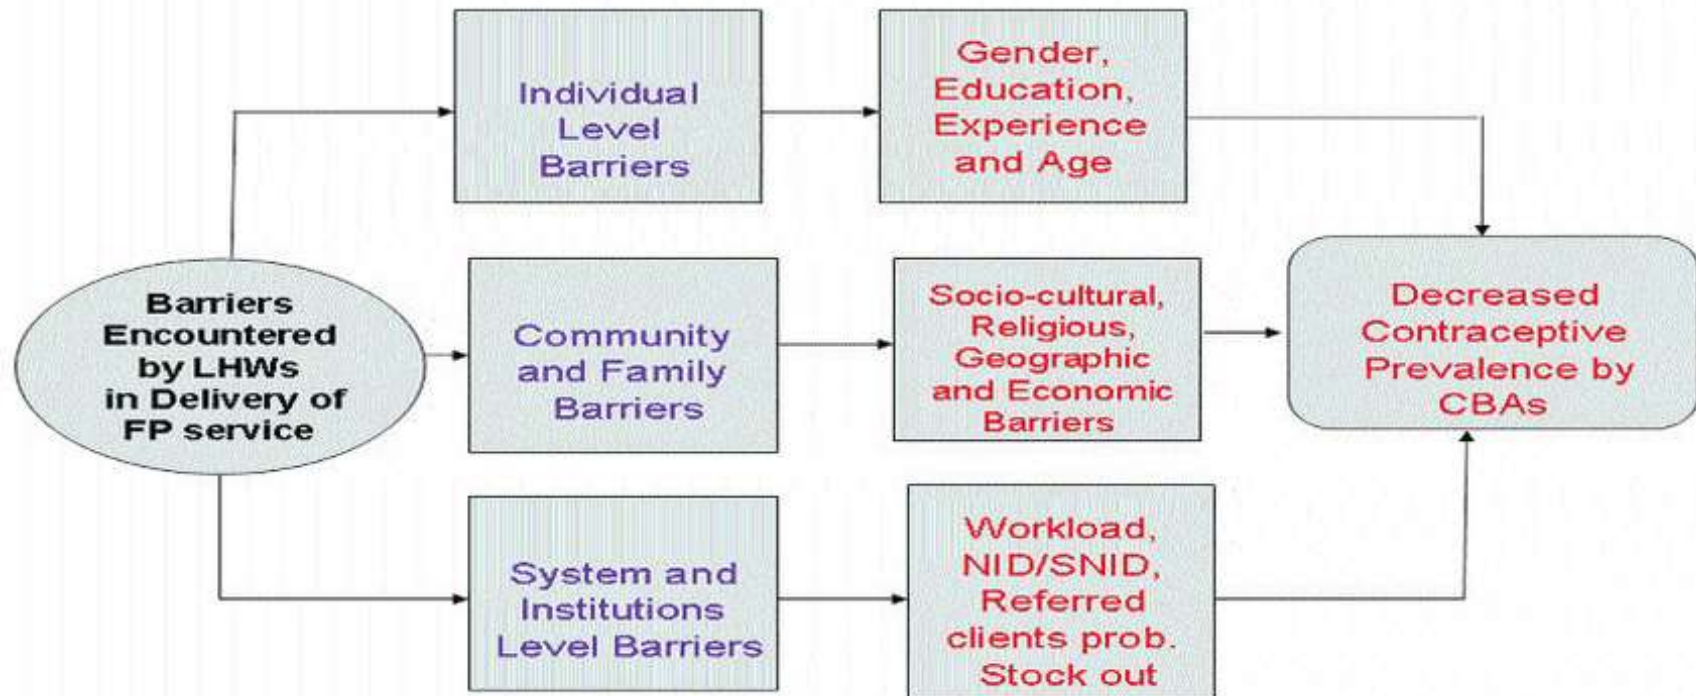 Barriers
Encountered
by LHWs
in Delivery of
FP service
Individual
Level
Barriers
Gender,
Education,
Experience
and Age
Community
and Family
Barriers
Socio-cultural,
Religious,
Geographic
and Economic
Barriers
System and
Institutions
Level Barriers
Workload,
NID/SNID,
Referred
clients prob.
Stock out
Decreased
Contraceptive
Prevalence by
CBAs